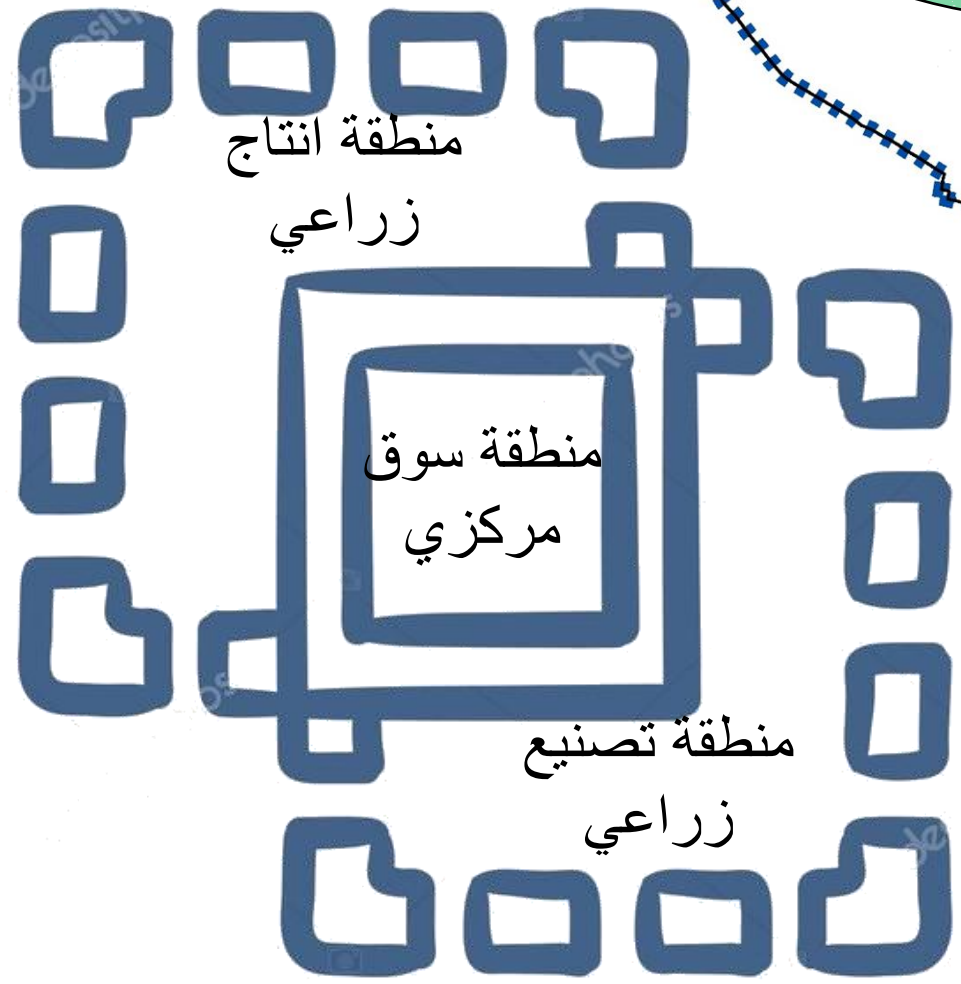 منطقة انتاج
زراعي
منطقة سوق
مركزي
منطقة تصنيع
زراعي